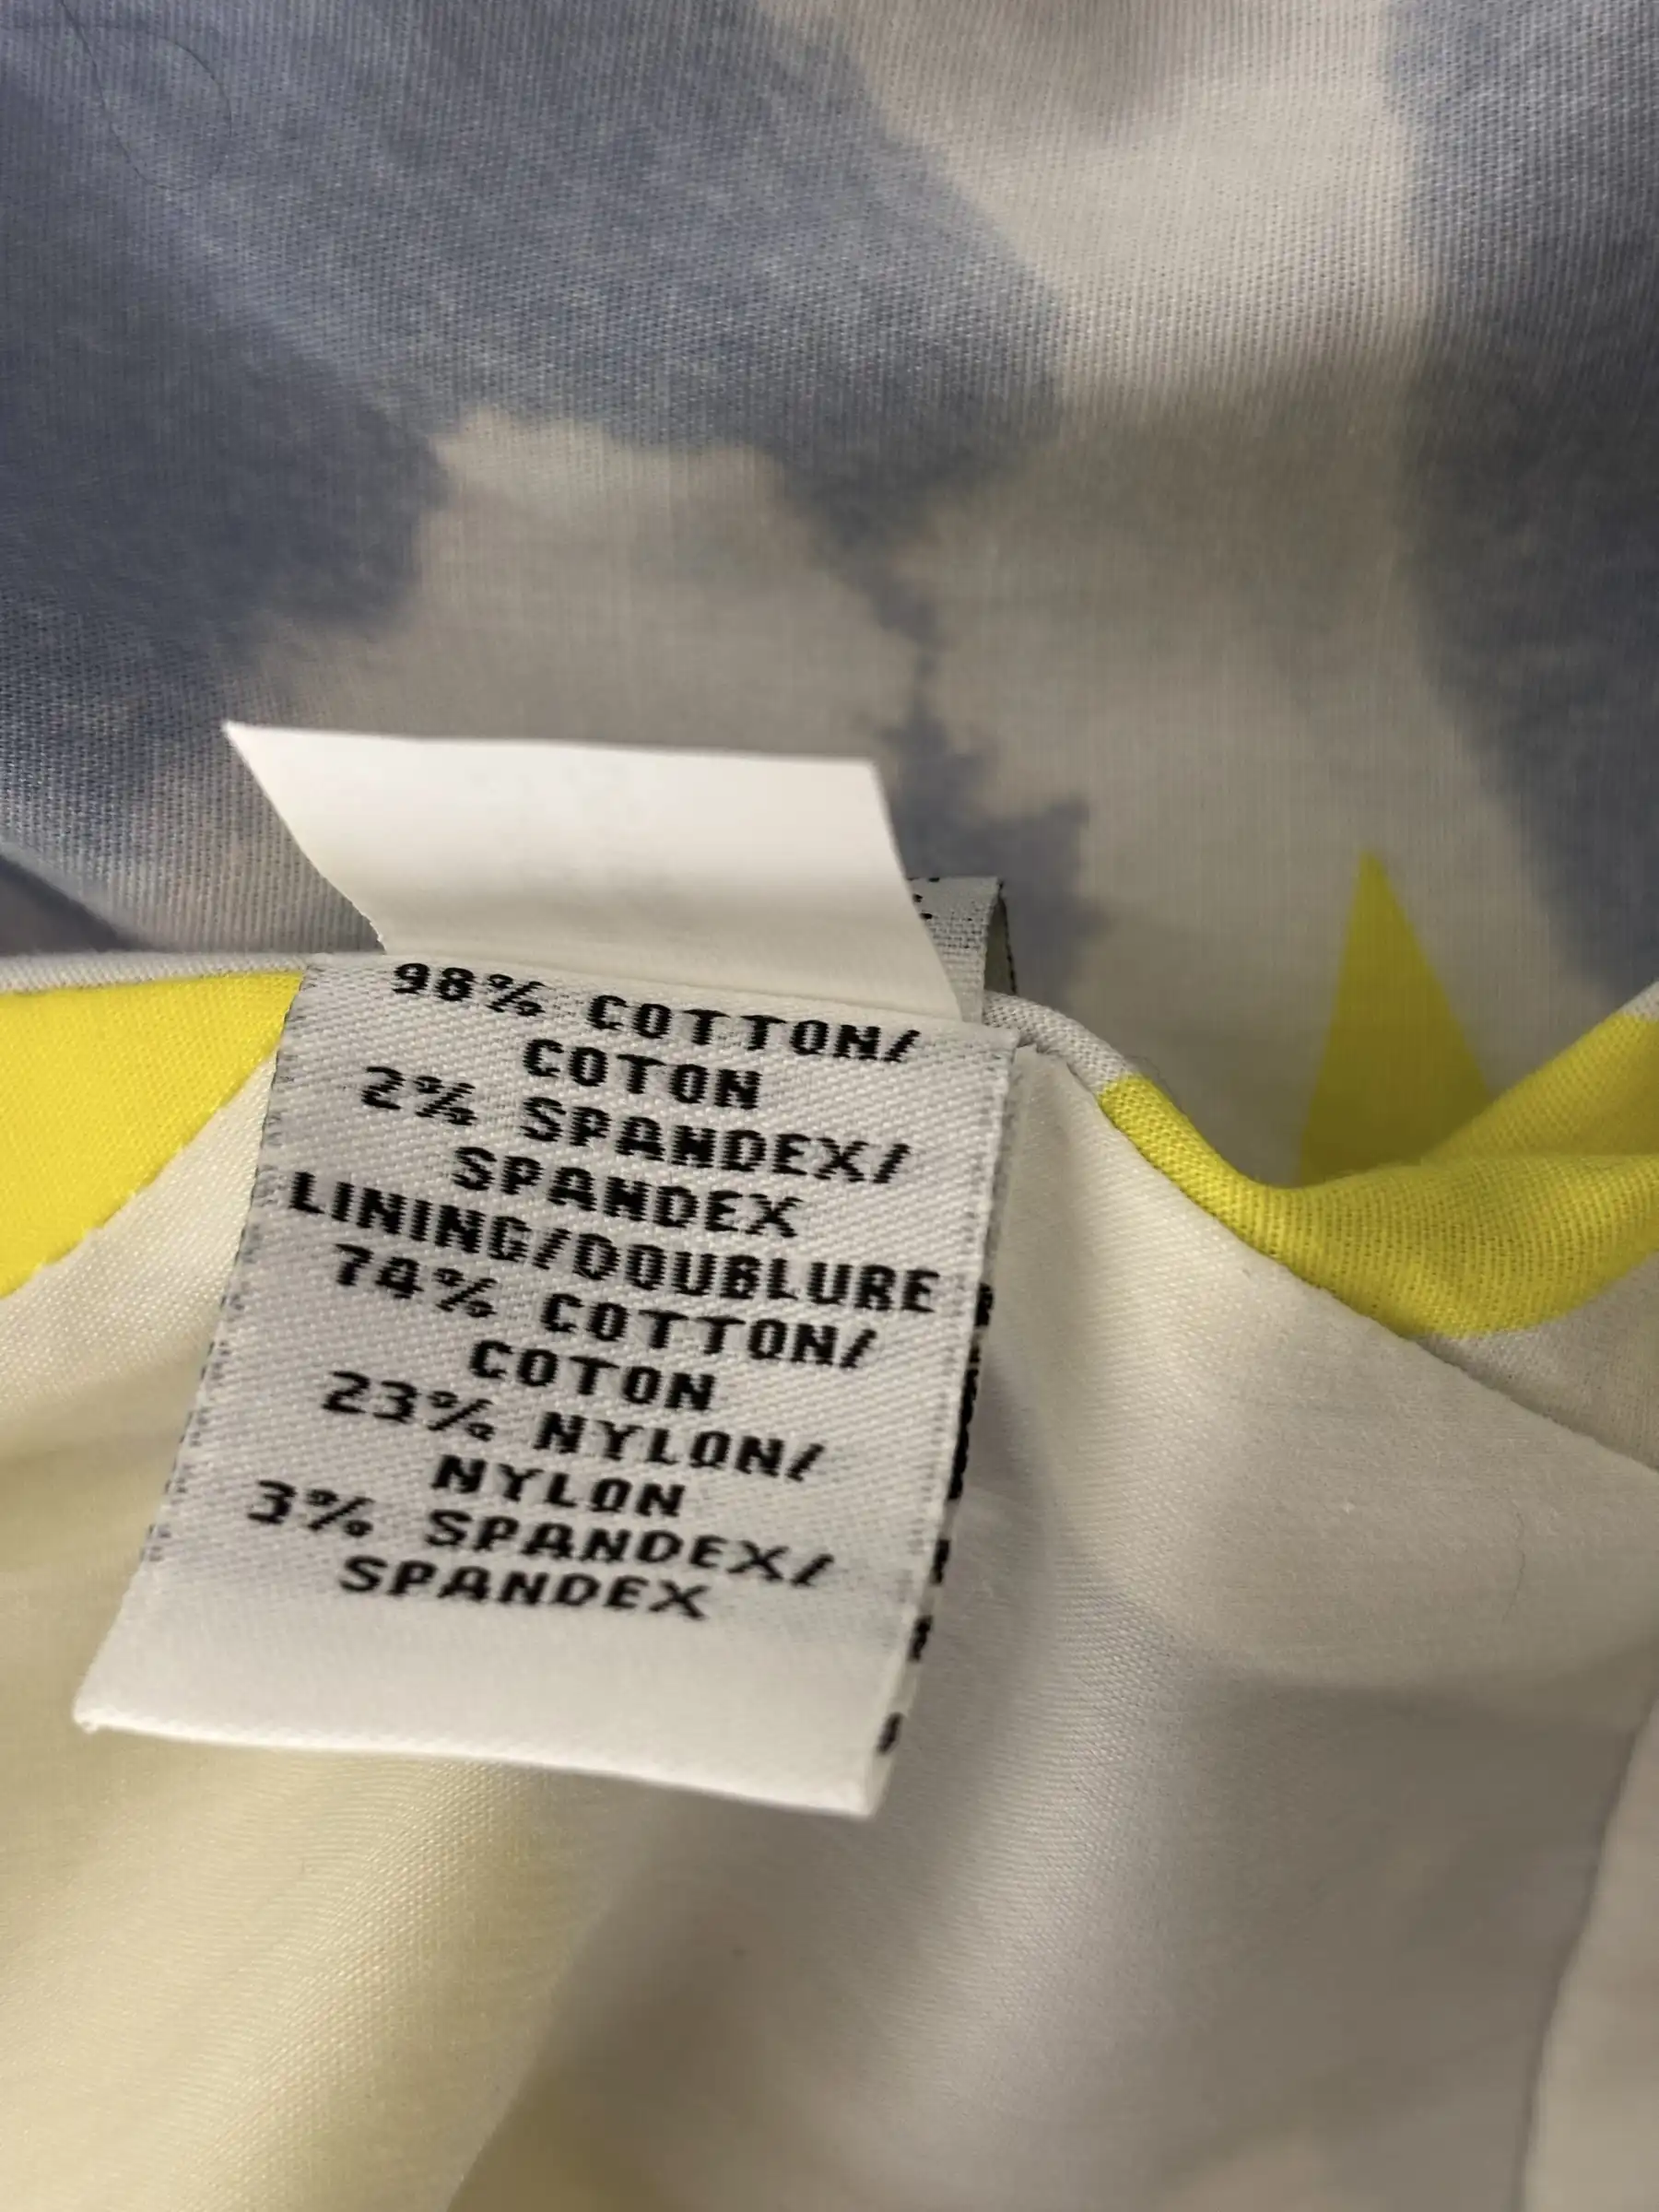 98% COTTON/
COTON
2% SPANDEX/
SPANDEX
LINING/DOUBLURE
74% COTTON/
COTON
23% NYLON/
NYLON
3% SPANDEX/
SPANDEX